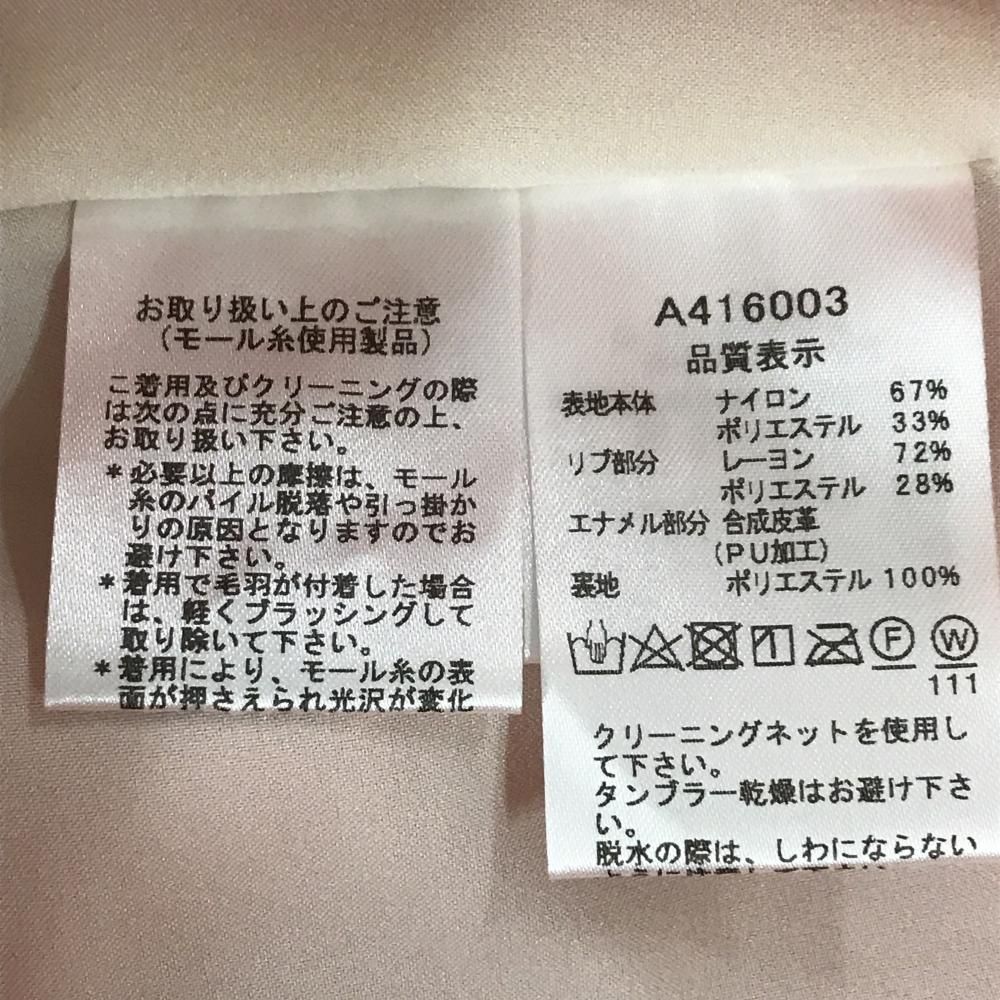 お取り扱い上のご注意
(モール糸使用製品)
ご着用及びクリーニングの際
は次の点に充分ご注意の上、
お取り扱い下さい。
*必要以上の摩擦は、モール
糸のパイル脱落や引っ掛か
りの原因となりますのでお
避け下さい。
*着用で毛羽が付着した場合
は、軽くブラッシングして
取り除いて下さい。
*着用により、モール糸の表
面が押さえられ光沢が変化
A416003
品質表示
表地本体 ナイロン 67%
ポリエステル 33%
リブ部分 レーヨン 72%
ポリエステル 28%
エナメル部分 合成皮革
(PU加工)
裏地 ポリエステル 100%
F W
111
クリーニングネットを使用し
て下さい。
タンブラー乾燥はお避け下さ
い。
脱水の際は、しわにならない